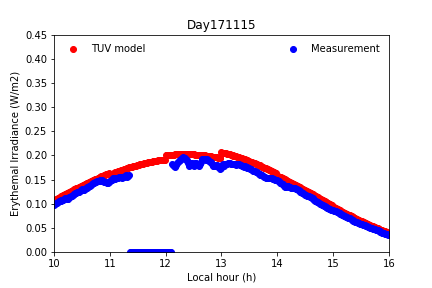 Day171115
TUV model
Measurement
0.45
0.40
0.35
0.30
0.25
0.20
0.15
0.10
0.05
0.00
Erythemal Irradiance (W/m2)
10 11 12 13 14 15 16
Local hour (h)